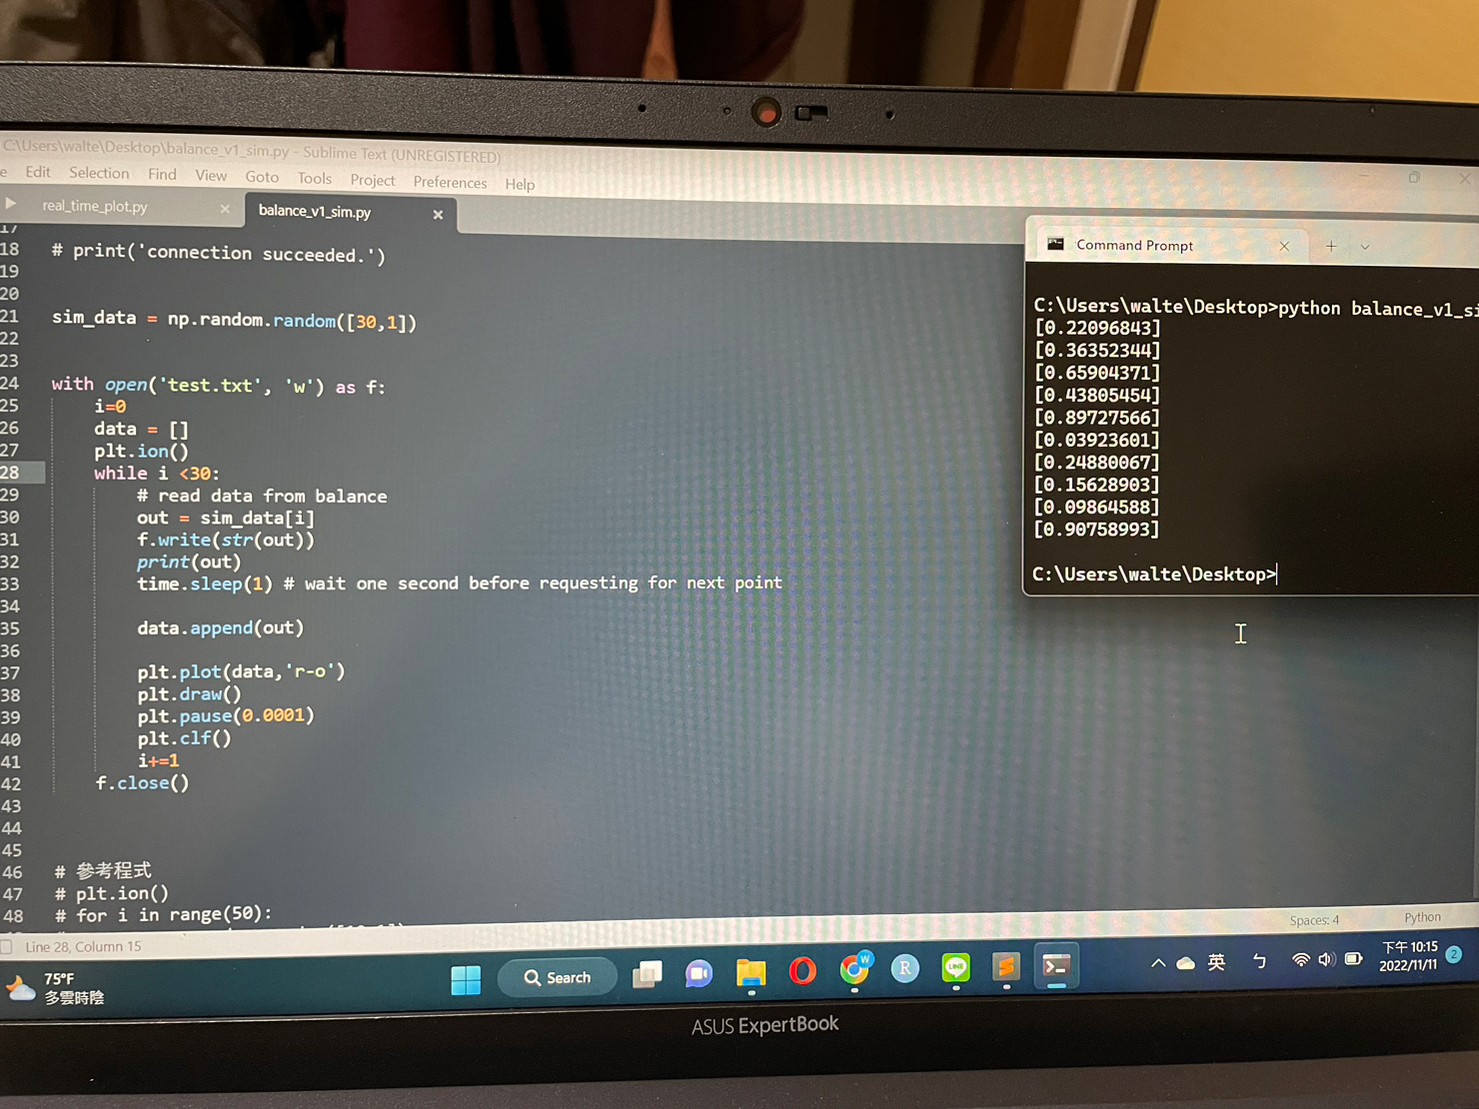 C:\Users\walte\Desktop\balance_v1_sim.py - Sublime Text (UNREGISTERED)
Edit Selection Find View Goto Tools Project Preferences Help
real_time_plot.py
balance_v1_sim.py
17
18 # print('connection succeeded.')
19
20
21 sim_data = np.random.random([30,1])
22
23
24 with open('test.txt', 'w') as f:
25 i=0
26 data = []
27 plt.ion()
28 while i <30:
29 # read data from balance
30 out = sim_data[i]
31 f.write(str(out))
32 print(out)
33 time.sleep(1) # wait one second before requesting for next point
34
35 data.append(out)
36
37 plt.plot(data,'r-o')
38 plt.draw()
39 plt.pause(0.0001)
40 plt.clf()
41 i+=1
42 f.close()
43
44
45
46 # 參考程式
47 # plt.ion()
48 # for i in range(50):
Line 28, Column 15
Spaces: 4
Python
Command Prompt
C:\Users\walte\Desktop>python balance_v1_si
[0.22096843]
[0.36352344]
[0.65904371]
[0.43805454]
[0.89727566]
[0.03923601]
[0.24880067]
[0.15628903]
[0.09864588]
[0.90758993]
C:\Users\walte\Desktop>
75°F
多雲時陰
Search
W
R
LINE
英
ㄅ
下午 10:15
2022/11/11
2
ASUS ExpertBook